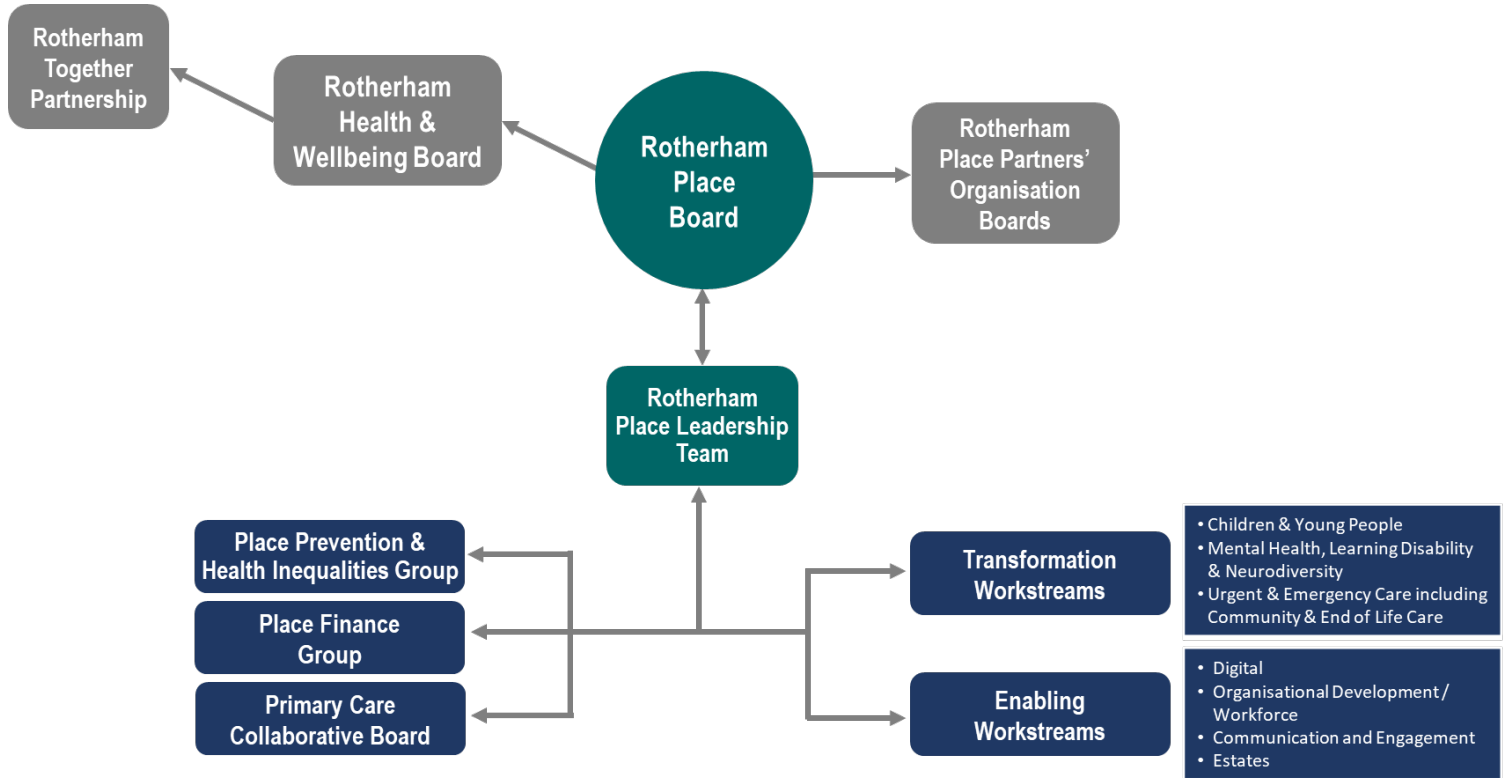 Rotherham
Together
Partnership
Rotherham
Health &
Wellbeing Board
Rotherham
Place
Board
Rotherham
Place Partners'
Organisation
Boards
Rotherham
Place Leadership
Team
Place Prevention &
Health Inequalities Group
Place Finance
Group
Primary Care
Collaborative Board
Transformation
Workstreams
• Children & Young People
• Mental Health, Learning Disability
& Neurodiversity
• Urgent & Emergency Care including
Community & End of Life Care
Enabling
Workstreams
• Digital
• Organisational Development /
Workforce
• Communication and Engagement
• Estates